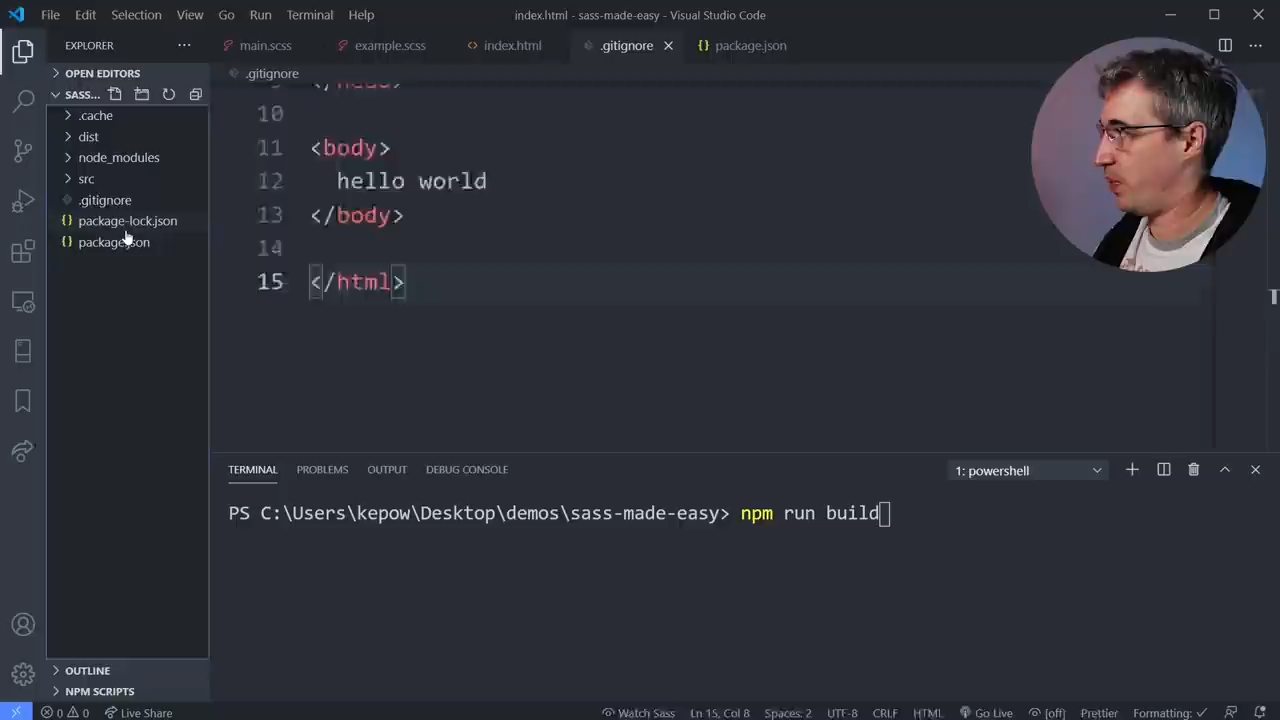 File Edit Selection View Go Run Terminal Help
index.html - sass-made-easy - Visual Studio Code
EXPLORER
main.scss
example.scss
index.html
.gitignore
package.json
OPEN EDITORS
SASS...
.gitignore
.cache
dist
node_modules
src
.gitignore
package-lock.json
package.json
10
11 <body>
12 hello world
13 </body>
14
15 </html>
TERMINAL PROBLEMS OUTPUT DEBUG CONSOLE
1: powershell
PS C:\Users\kepow\Desktop\demos\sass-made-easy> npm run build
OUTLINE
NPM SCRIPTS
0 0 Live Share
Watch Sass Ln 15, Col 8 Spaces: 2 UTF-8 CRLF HTML Go Live [off] Prettier Formatting: